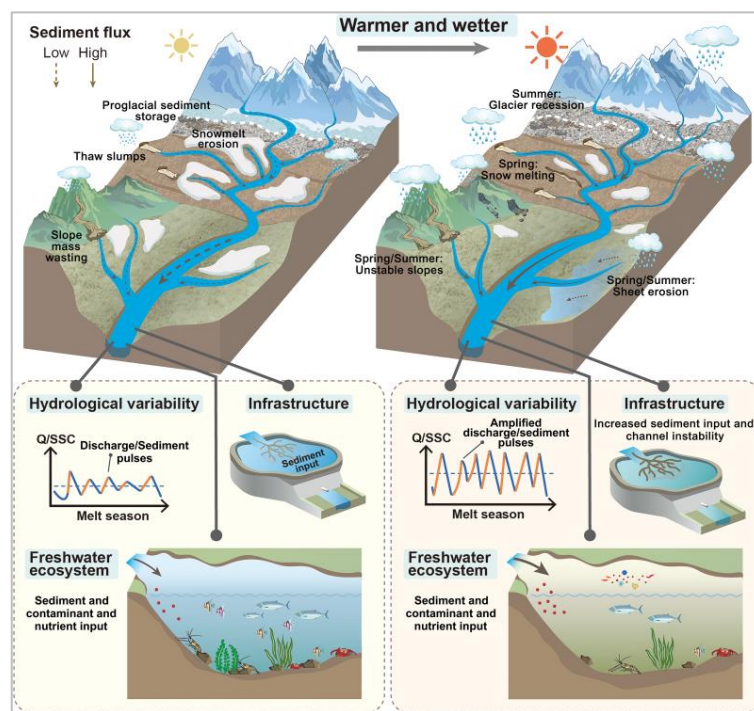 Sediment flux
Low High
Warmer and wetter
Proglacial sediment
storage
Snowmelt
erosion
Thaw slumps
Slope
mass
wasting
Summer:
Glacier recession
Spring:
Snow melting
Spring/Summer:
Unstable slopes
Spring/Summer:
Sheet erosion
Hydrological variability
Q/SSC
Discharge/Sediment
pulses
Melt season
Infrastructure
Sediment
input
Freshwater
ecosystem
Sediment and
contaminant and
nutrient input
Hydrological variability
Q/SSC
Amplified
discharge/sediment
pulses
Melt season
Infrastructure
Increased sediment input and
channel instability
Freshwater
ecosystem
Sediment and
contaminant and
nutrient input